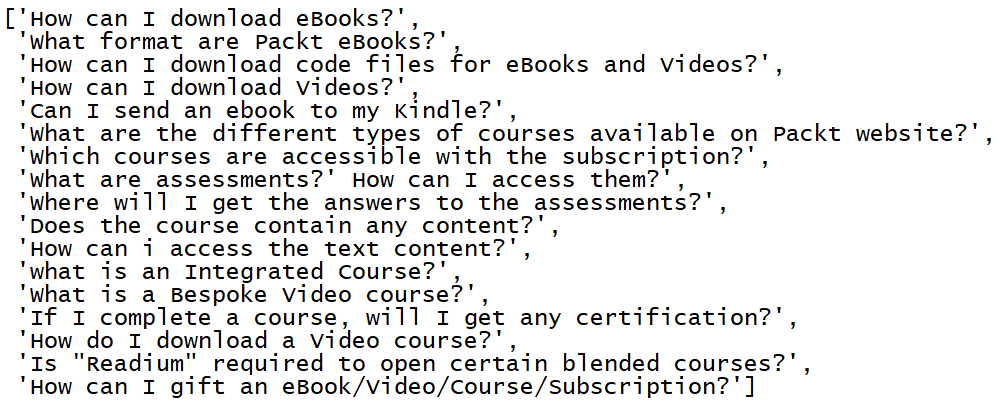 ['How can I download eBooks?',
'What format are Packt eBooks?',
'How can I download code files for eBooks and Videos?',
'How can I download Videos?',
'Can I send an ebook to my Kindle?',
'What are the different types of courses available on Packt website?',
'Which courses are accessible with the subscription?',
'What are assessments?' How can I access them?',
'Where will I get the answers to the assessments?',
'Does the course contain any content?',
'How can i access the text content?',
'what is an Integrated Course?',
'What is a Bespoke Video course?',
'If I complete a course, will I get any certification?',
'How do I download a Video course?',
'Is "Readium" required to open certain blended courses?',
'How can I gift an eBook/Video/Course/Subscription?']